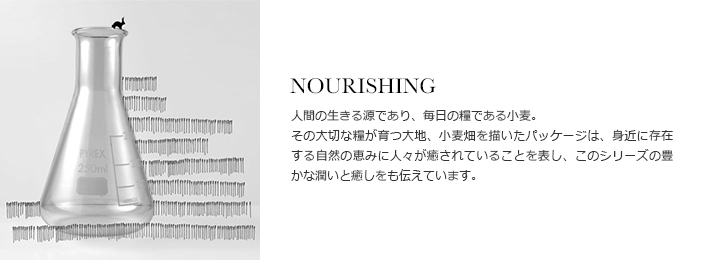 PYREX
250ml
NOURISHING
人間の生きる源であり、毎日の糧である小麦。
その大切な糧が育つ大地、小麦畑を描いたパッケージは、身近に存在
する自然の恵みに人々が癒されていることを表し、このシリーズの豊
かな潤いと癒しをも伝えています。